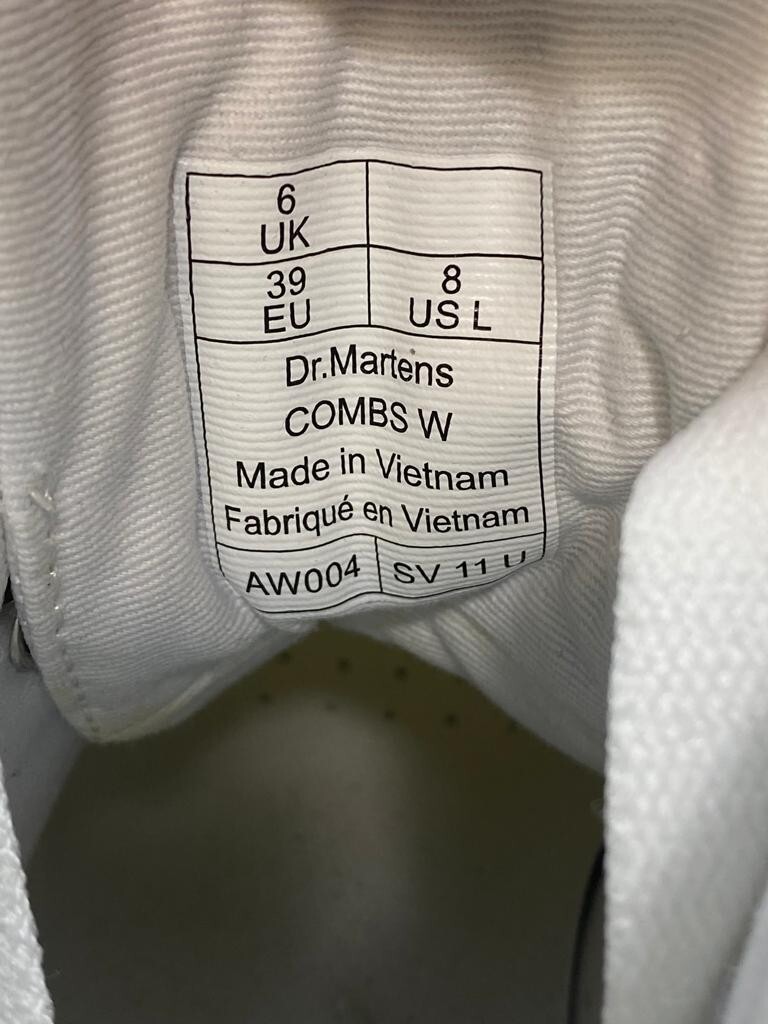 6
UK
39
EU
8
US L
Dr.Martens
COMBS W
Made in Vietnam
Fabriqué en Vietnam
AW004
SV 11 U